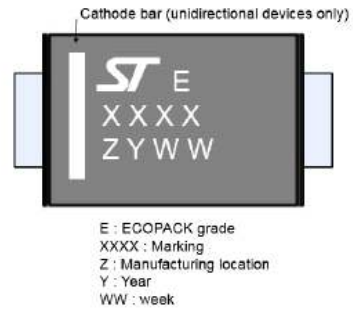 Cathode bar (unidirectional devices only)
ST E
XXXX
ZYWW
E : ECOPACK grade
XXXX : Marking
Z : Manufacturing location
Y : Year
WW : week